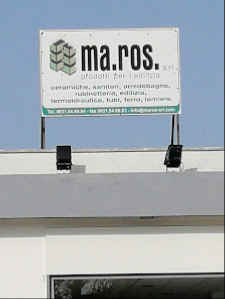 ma.ros. s.r.l.
prodotti per l'edilizia
ceramiche, sanitari, arredobagno,
rubinetteria, edilizia,
termoidraulica, tubi, ferro, lamiere